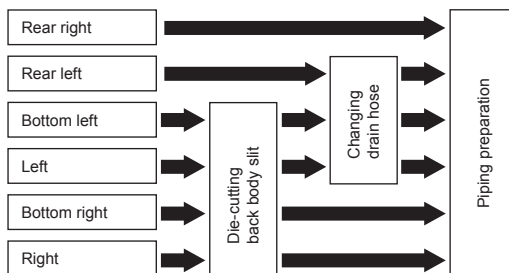 Rear right
Rear left
Bottom left
Left
Bottom right
Right
Die-cutting
back body slit
Changing
drain hose
Piping preparation